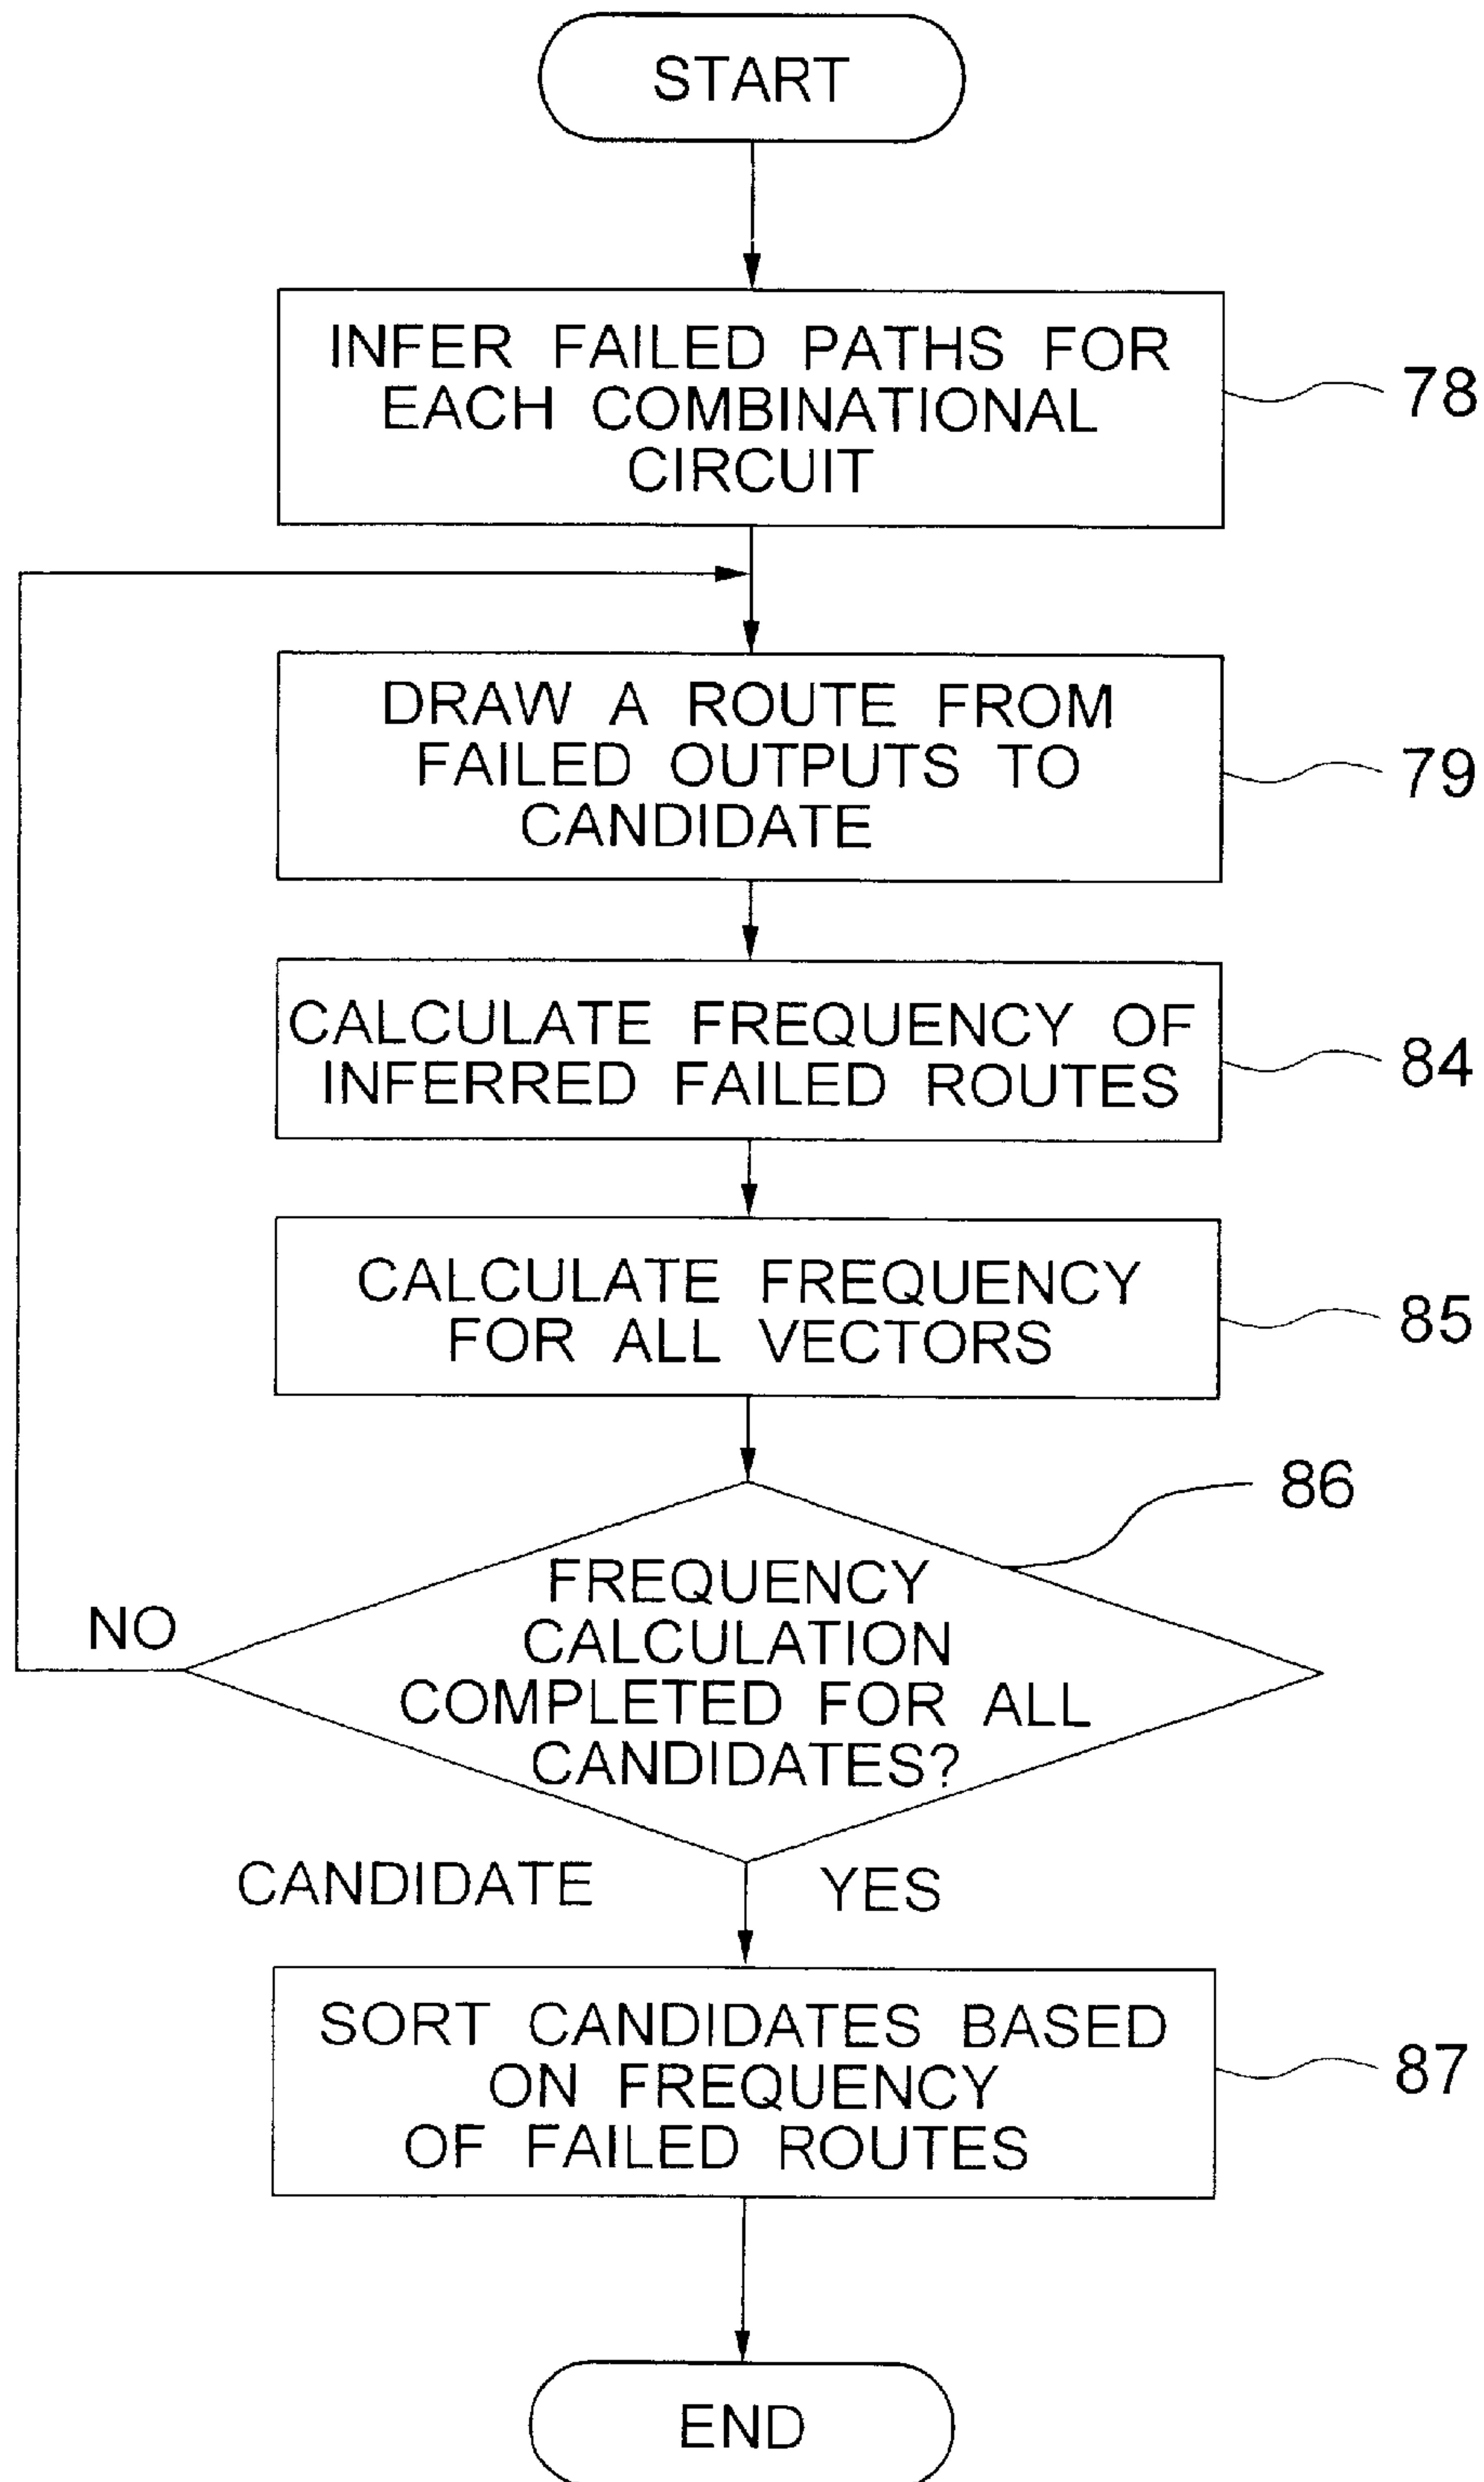 START
INFER FAILED PATHS FOR
EACH COMBINATIONAL
CIRCUIT
78
DRAW A ROUTE FROM
FAILED OUTPUTS TO
CANDIDATE
79
CALCULATE FREQUENCY OF
INFERRED FAILED ROUTES
84
CALCULATE FREQUENCY
FOR ALL VECTORS
85
86
FREQUENCY
CALCULATION
COMPLETED FOR ALL
CANDIDATES?
NO
CANDIDATE YES
SORT CANDIDATES BASED
ON FREQUENCY
OF FAILED ROUTES
87
END